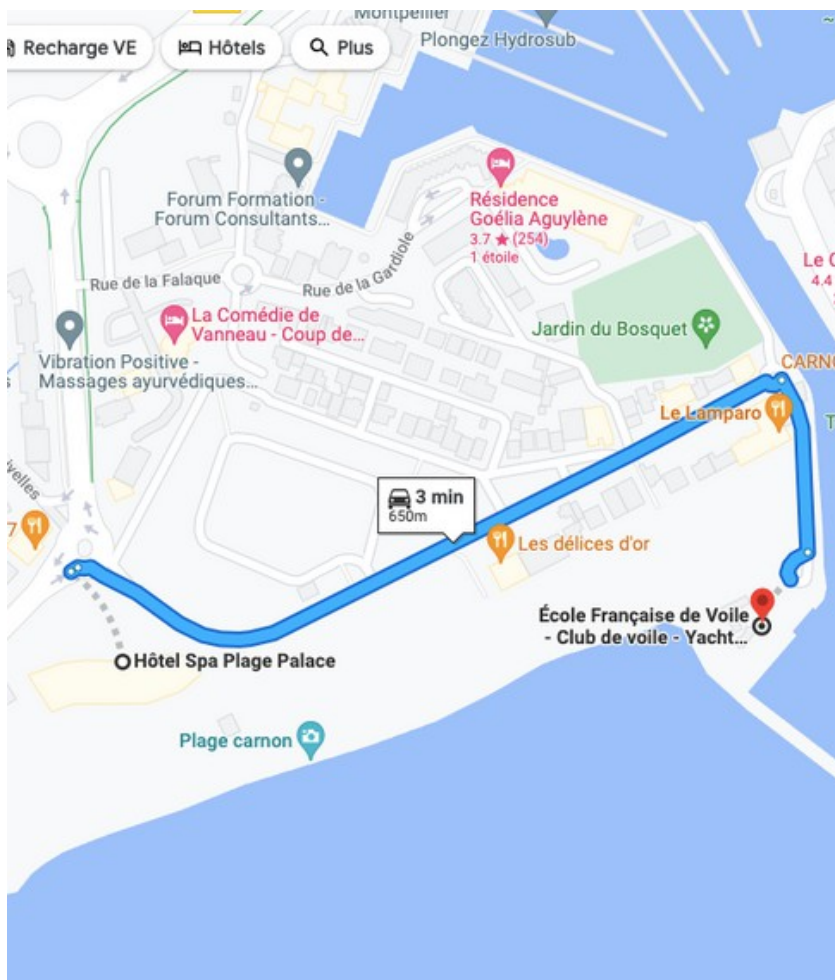 Montpellier
Recharge VE
Hôtels
Plus
Plongez Hydrosub
Forum Formation -
Forum Consultants...
Résidence
Goélia Aguylène
3.7 ★ (254)
1 étoile
Le C
4.4
Rue de la Falaque
Rue de la Gardiole
La Comédie de
Vanneau - Coup de...
Jardin du Bosquet
Vibration Positive -
Massages ayurvédiques...
CARNO
Le Lamparo
T
3 min
650m
7
Les délices d'or
École Française de Voile
- Club de voile - Yacht...
Hôtel Spa Plage Palace
Plage carnon